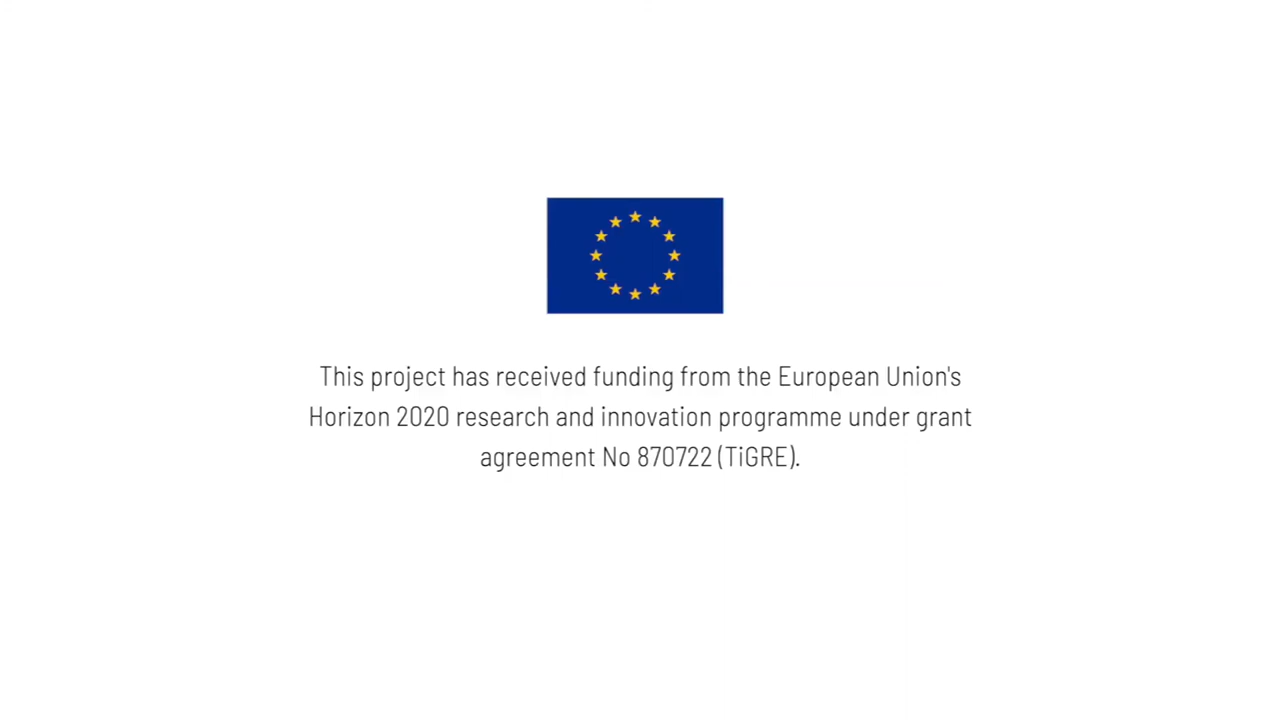 This project has received funding from the European Union's
Horizon 2020 research and innovation programme under grant
agreement No 870722 (TiGRE).